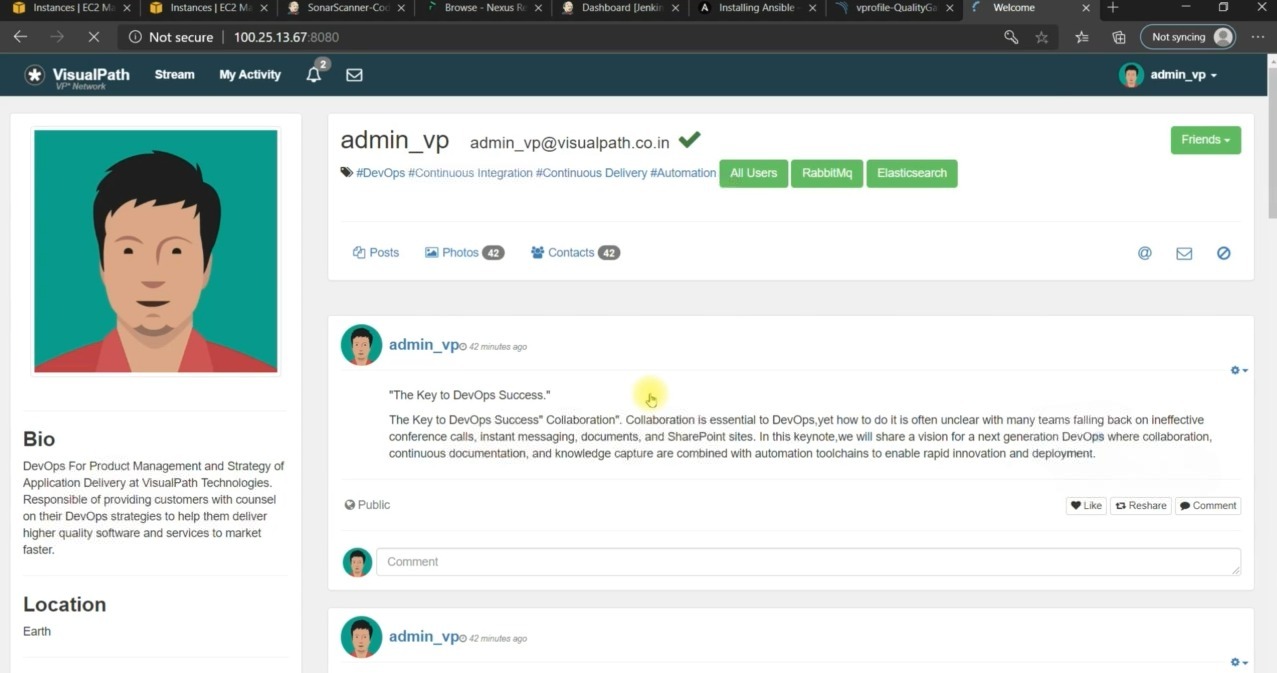 Instances | EC2 Ma
Instances | EC2 Ma
SonarScanner-Cod
Browse - Nexus Re
Dashboard [Jenkin
Installing Ansible
vprofile-QualityGa
Welcome
Not secure | 100.25.13.67:8080
Not syncing
VisualPath
VP* Network
Stream
My Activity
2
admin_vp
admin_vp admin_vp@visualpath.co.in
Friends
#DevOps #Continuous Integration #Continuous Delivery #Automation All Users RabbitMq Elasticsearch
Posts Photos 42 Contacts 42
@
admin_vp 42 minutes ago
"The Key to DevOps Success."
The Key to DevOps Success" Collaboration". Collaboration is essential to DevOps,yet how to do it is often unclear with many teams falling back on ineffective
conference calls, instant messaging, documents, and SharePoint sites. In this keynote,we will share a vision for a next generation DevOps where collaboration,
continuous documentation, and knowledge capture are combined with automation toolchains to enable rapid innovation and deployment.
Public
Like Reshare Comment
Comment
admin_vp 42 minutes ago
Bio
DevOps For Product Management and Strategy of
Application Delivery at VisualPath Technologies.
Responsible of providing customers with counsel
on their DevOps strategies to help them deliver
higher quality software and services to market
faster.
Location
Earth